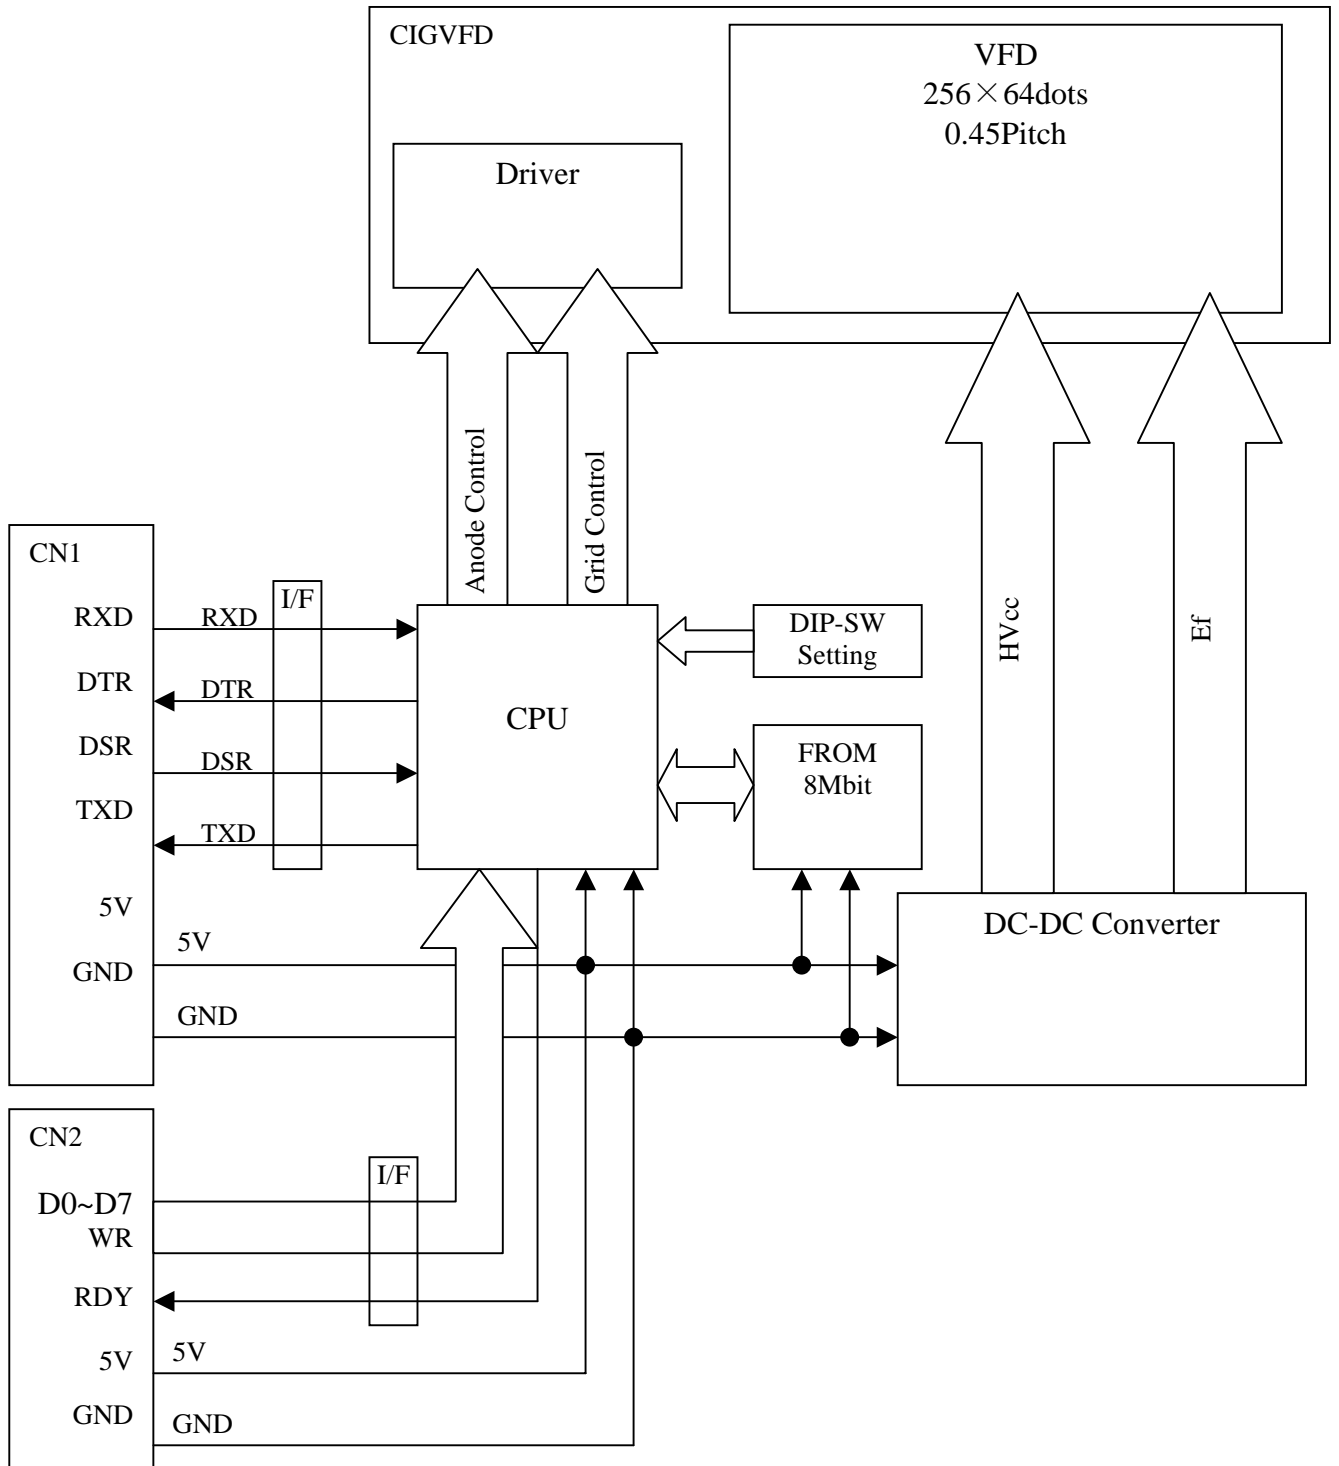 CIGVFD
VFD
256×64dots
0.45Pitch
Driver
Anode Control
Grid Control
HVcc
Ef
CN1
RXD
DTR
DSR
TXD
5V
GND
I/F
RXD
DTR
DSR
TXD
5V
GND
CPU
DIP-SW
Setting
FROM
8Mbit
DC-DC Converter
CN2
D0~D7
WR
RDY
5V
GND
I/F
5V
GND